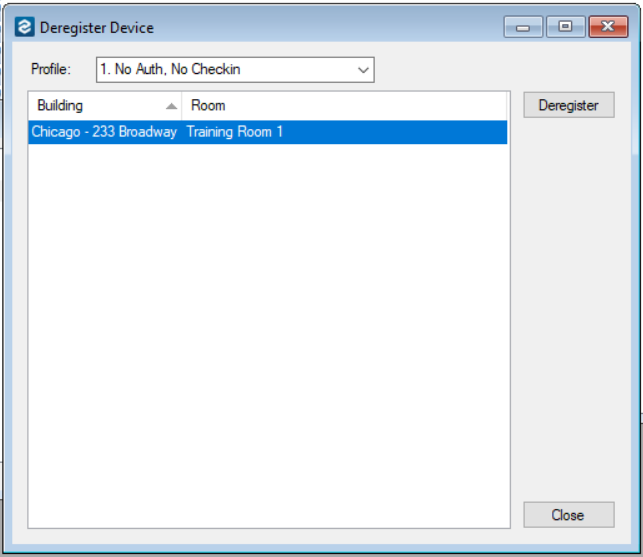 Deregister Device
Profile: 1. No Auth, No Checkin
Building Room Deregister
Chicago - 233 Broadway Training Room 1
Close